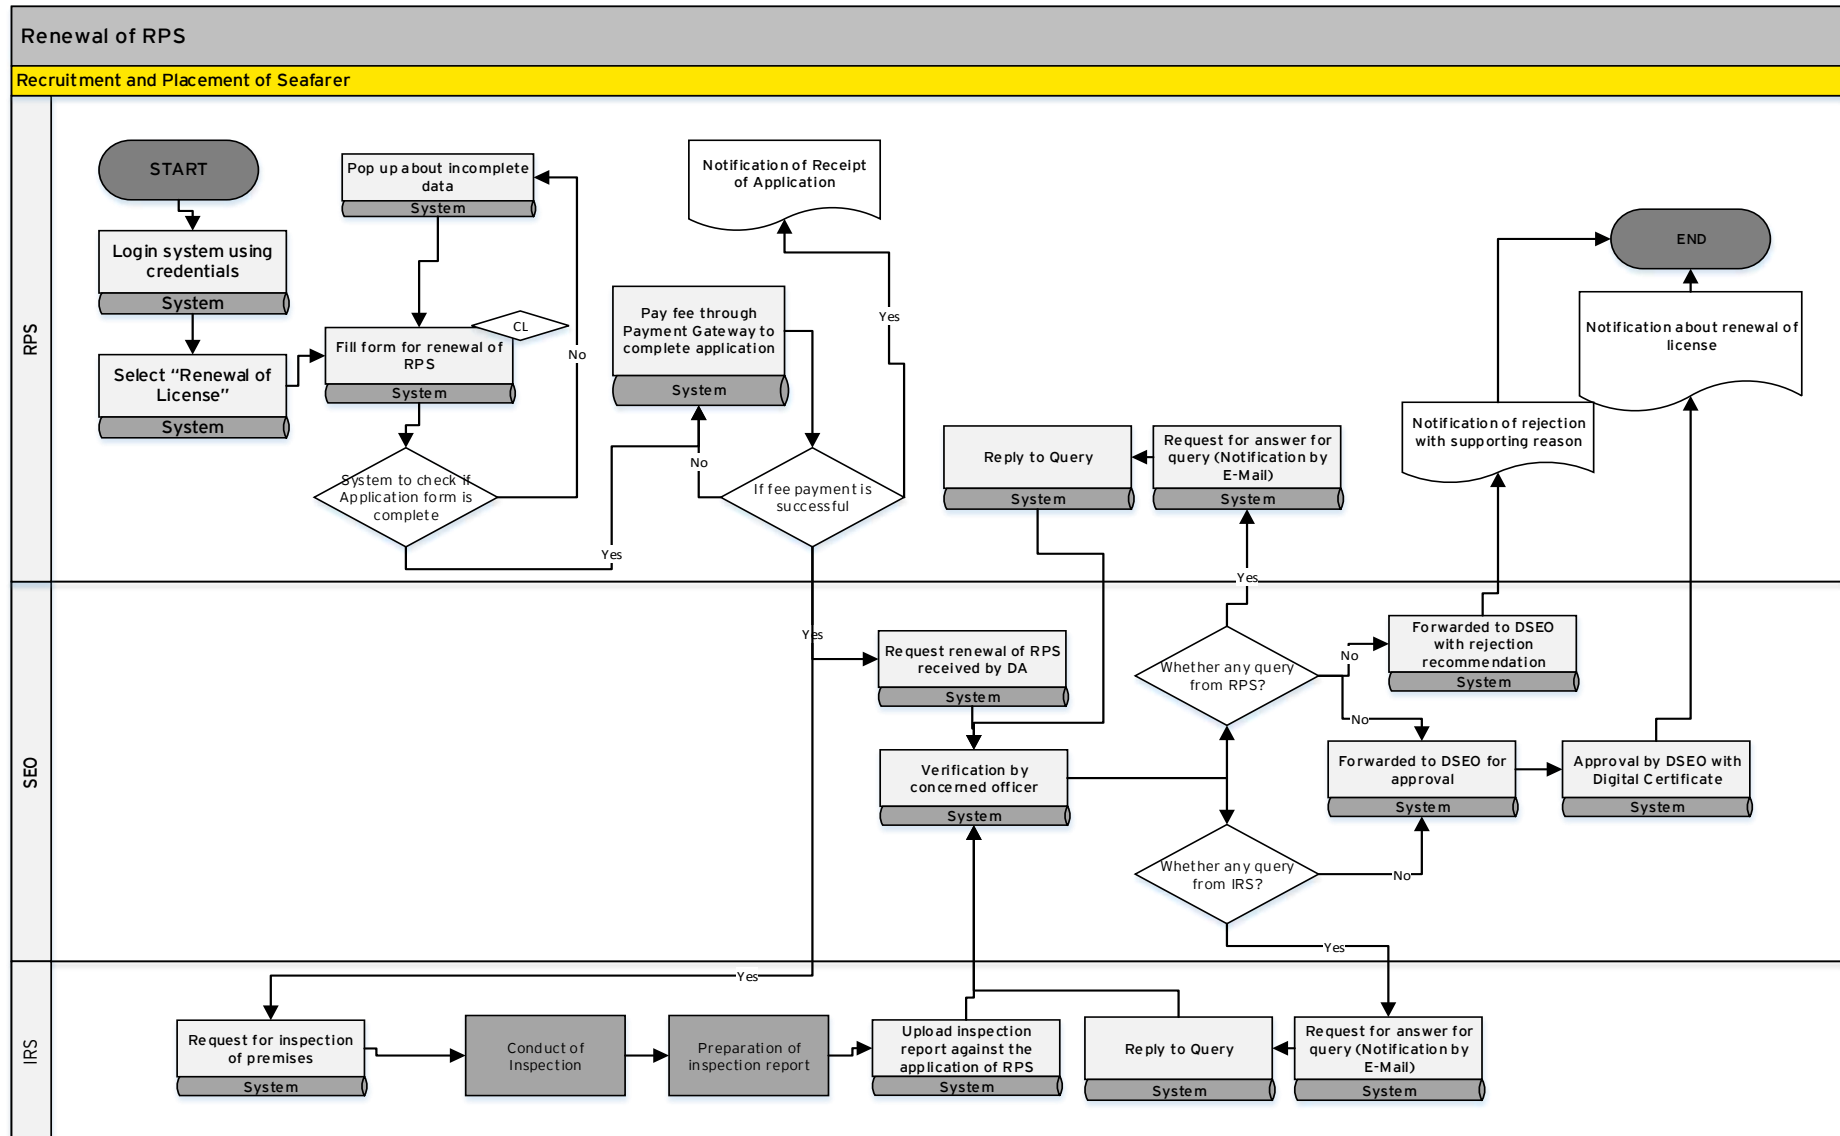 Renewal of RPS
Recruitment and Placement of Seafarer
RPS
START
Login system using
credentials
System
Select “Renewal of
License”
System
Pop up about incomplete
data
System
CL
Fill form for renewal of
RPS
System
No
System to check if
Application form is
complete
Yes
Notification of Receipt
of Application
Pay fee through
Payment Gateway to
complete application
System
Yes
No
If fee payment is
successful
Reply to Query
System
Request for answer for
query (Notification by
E-Mail)
System
Notification of rejection
with supporting reason
END
Notification about renewal of
license
SEO
Yes
Yes
Request renewal of RPS
received by DA
System
Verification by
concerned officer
System
Whether any query
from RPS?
No
No
Forwarded to DSEO
with rejection
recommendation
System
Forwarded to DSEO for
approval
System
Approval by DSEO with
Digital Certificate
System
Whether any query
from IRS?
No
Yes
IRS
Yes
Request for inspection
of premises
System
Conduct of
Inspection
Preparation of
inspection report
Upload inspection
report against the
application of RPS
System
Reply to Query
System
Request for answer for
query (Notification by
E-Mail)
System